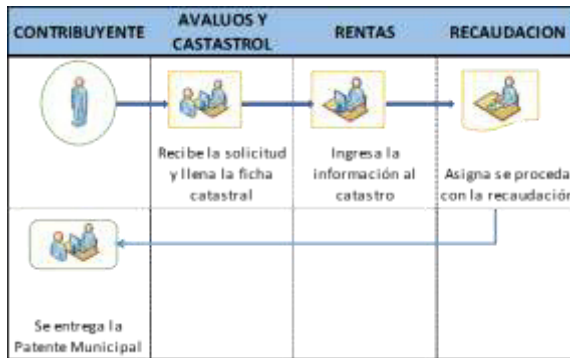 CONTRIBUYENTE
AVALUOS Y
CASTASTROL
RENTAS
RECAUDACION
Recibe la solicitud
y llena la ficha
catastral
Ingresa la
información al
catastro
Asigna se proceda
con la recaudación
Se entrega la
Patente Municipal